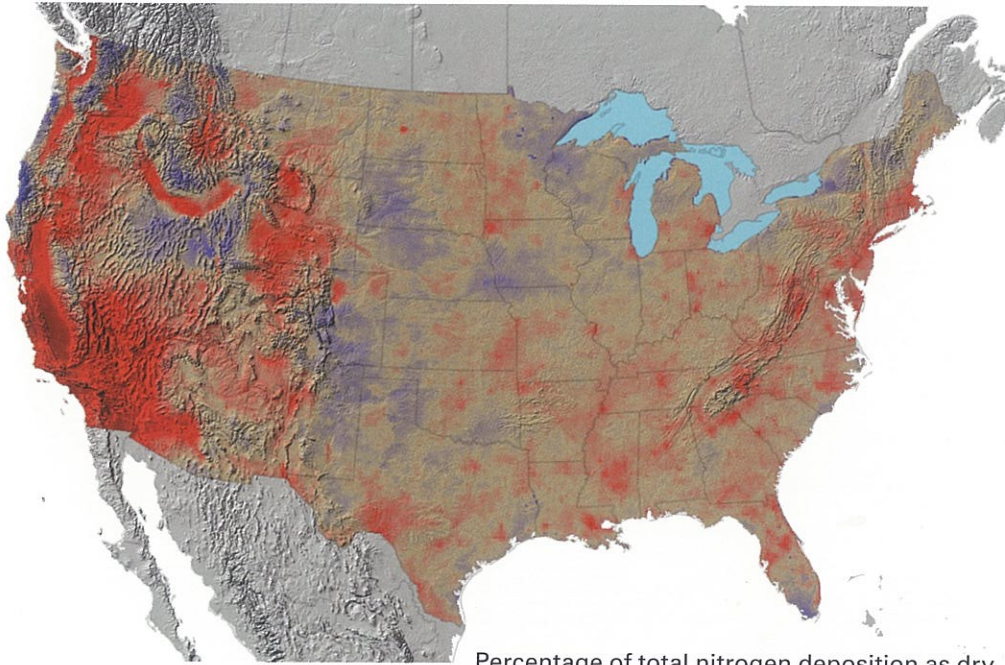 Percentage of total nitrogen deposition as dry